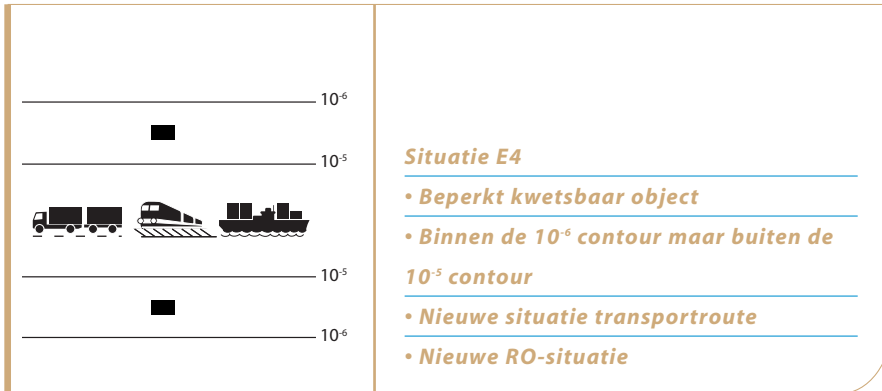 10⁻⁶
10⁻⁵
10⁻⁵
10⁻⁶
Situatie E4
• Beperkt kwetsbaar object
• Binnen de 10⁻⁶ contour maar buiten de
10⁻⁵ contour
• Nieuwe situatie transportroute
• Nieuwe RO-situatie